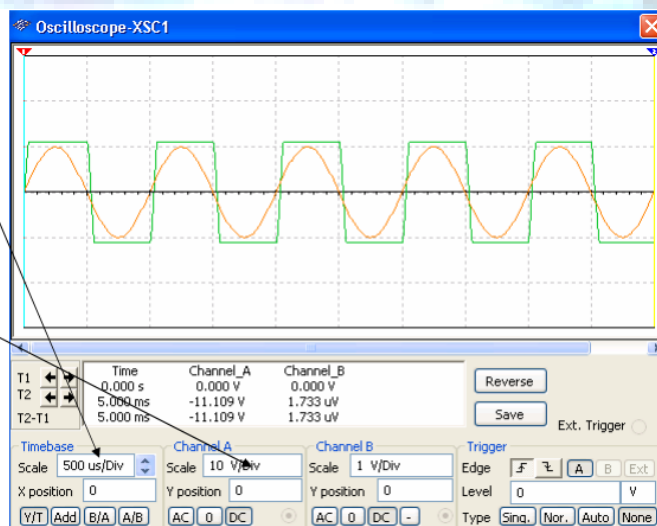 Oscilloscope-XSC1
Time Channel_A Channel_B
T1 0.000 s 0.000 V 0.000 V
T2 5.000 ms -11.109 V 1.733 uV
T2-T1 5.000 ms -11.109 V 1.733 uV
Reverse
Save
Ext. Trigger
Timebase
Scale 500 us/Div
X position 0
Y/T Add B/A A/B
Channel A
Scale 10 V/Div
Y position 0
AC 0 DC
Channel B
Scale 1 V/Div
Y position 0
AC 0 DC -
Trigger
Edge A B Ext
Level 0 V
Type Sing. Nor. Auto None